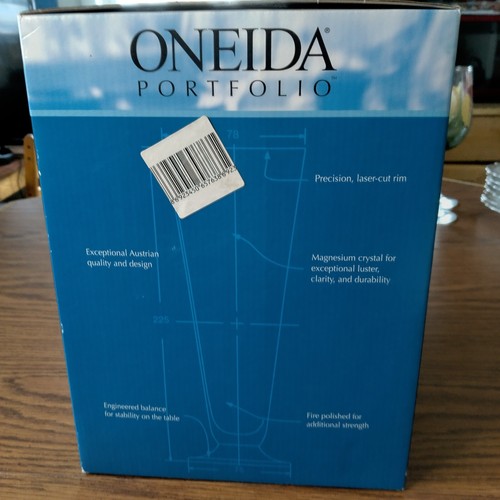 ONEIDA®
PORTFOLIO™
78
Precision, laser-cut rim
Exceptional Austrian
quality and design
Magnesium crystal for
exceptional luster,
clarity, and durability
225
Engineered balance
for stability on the table
Fire polished for
additional strength